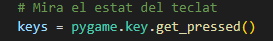 # Mira el estat del teclat
keys = pygame.key.get_pressed()